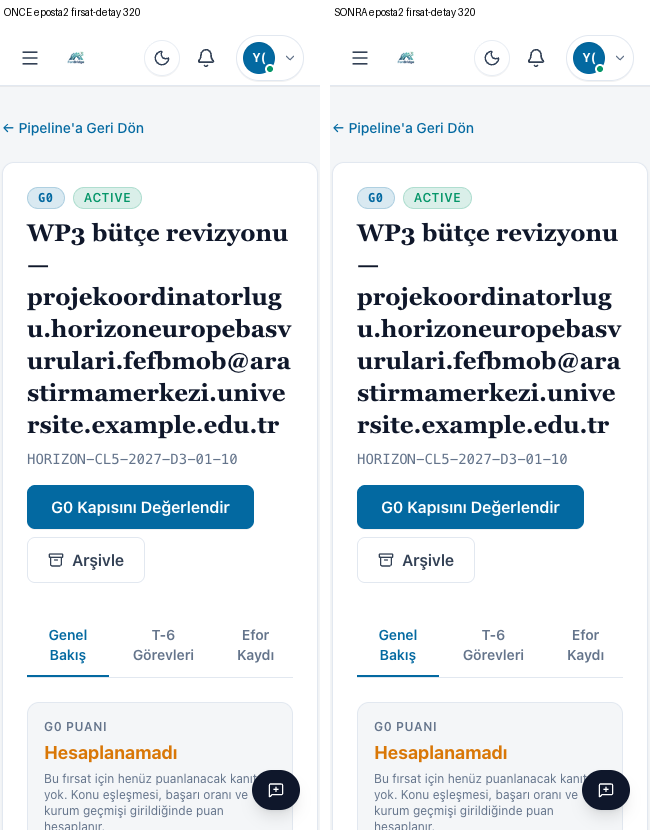 ONCE eposta2 firsat-detay 320
Y(
← Pipeline'a Geri Dön
G0 ACTIVE
WP3 bütçe revizyonu
—
projekoordinatorlug
u.horizoneuropebasv
urulari.fefbmob@ara
stirmamerkezi.unive
rsite.example.edu.tr
HORIZON-CL5-2027-D3-01-10
G0 Kapısını Değerlendir
Arşivle
Genel Bakış
T-6 Görevleri
Efor Kaydı
G0 PUANI
Hesaplanamadı
Bu fırsat için henüz puanlanacak kanıt
yok. Konu eşleşmesi, başarı oranı ve
kurum geçmişi girildiğinde puan
hesaplanır.
SONRA eposta2 firsat-detay 320
Y(
← Pipeline'a Geri Dön
G0 ACTIVE
WP3 bütçe revizyonu
—
projekoordinatorlug
u.horizoneuropebasv
urulari.fefbmob@ara
stirmamerkezi.unive
rsite.example.edu.tr
HORIZON-CL5-2027-D3-01-10
G0 Kapısını Değerlendir
Arşivle
Genel Bakış
T-6 Görevleri
Efor Kaydı
G0 PUANI
Hesaplanamadı
Bu fırsat için henüz puanlanacak kanıt
yok. Konu eşleşmesi, başarı oranı ve
kurum geçmişi girildiğinde puan
hesaplanır.